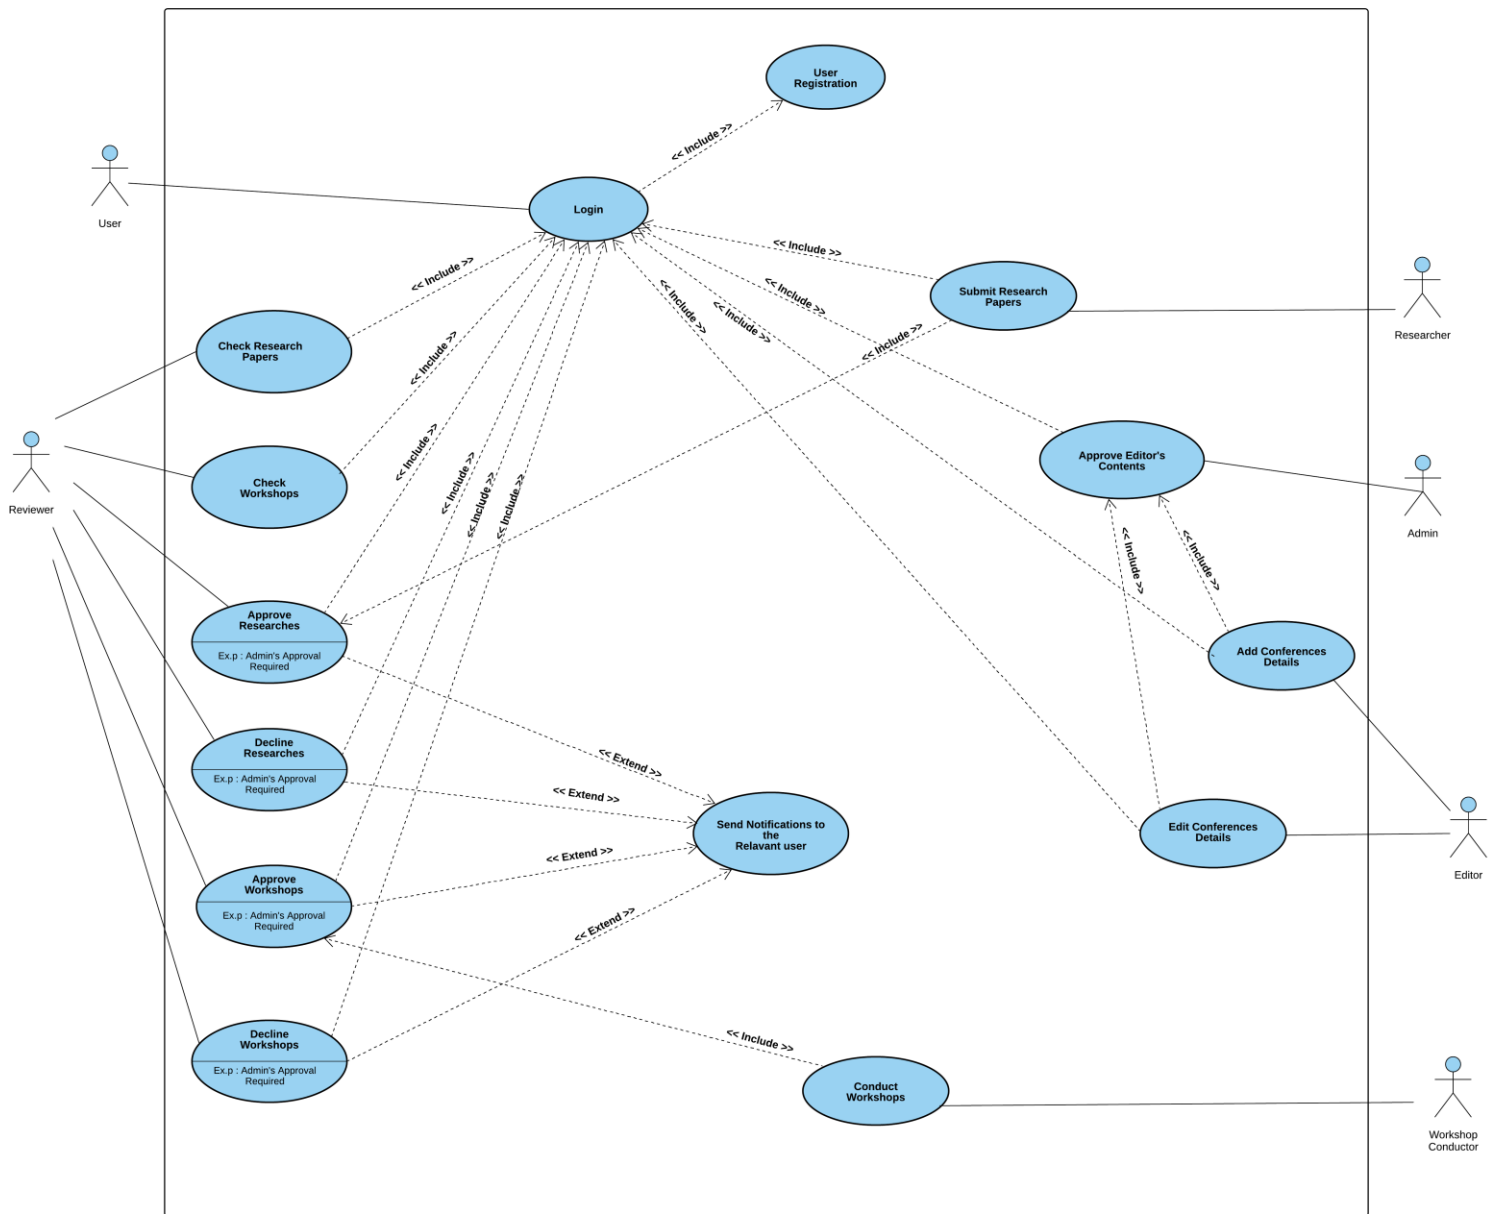 User
Registration
<< Include >>
User
Login
<< Include >>
<< Include >>
<< Include >>
<< Include >>
<< Include >>
<< Include >>
Submit Research
Papers
Researcher
Check Research
Papers
<< Include >>
<< Include >>
Approve Editor's
Contents
Admin
Reviewer
Check
Workshops
<< Include >>
<< Include >>
<< Include >>
<< Include >>
<< Include >>
<< Include >>
Approve
Researches
Ex.p : Admin's Approval
Required
Add Conferences
Details
Decline
Researches
Ex.p : Admin's Approval
Required
<< Extend >>
<< Extend >>
Send Notifications to
the
Relavant user
Edit Conferences
Details
Editor
<< Extend >>
Approve
Workshops
Ex.p : Admin's Approval
Required
<< Extend >>
Decline
Workshops
Ex.p : Admin's Approval
Required
<< Include >>
Conduct
Workshops
Workshop
Conductor